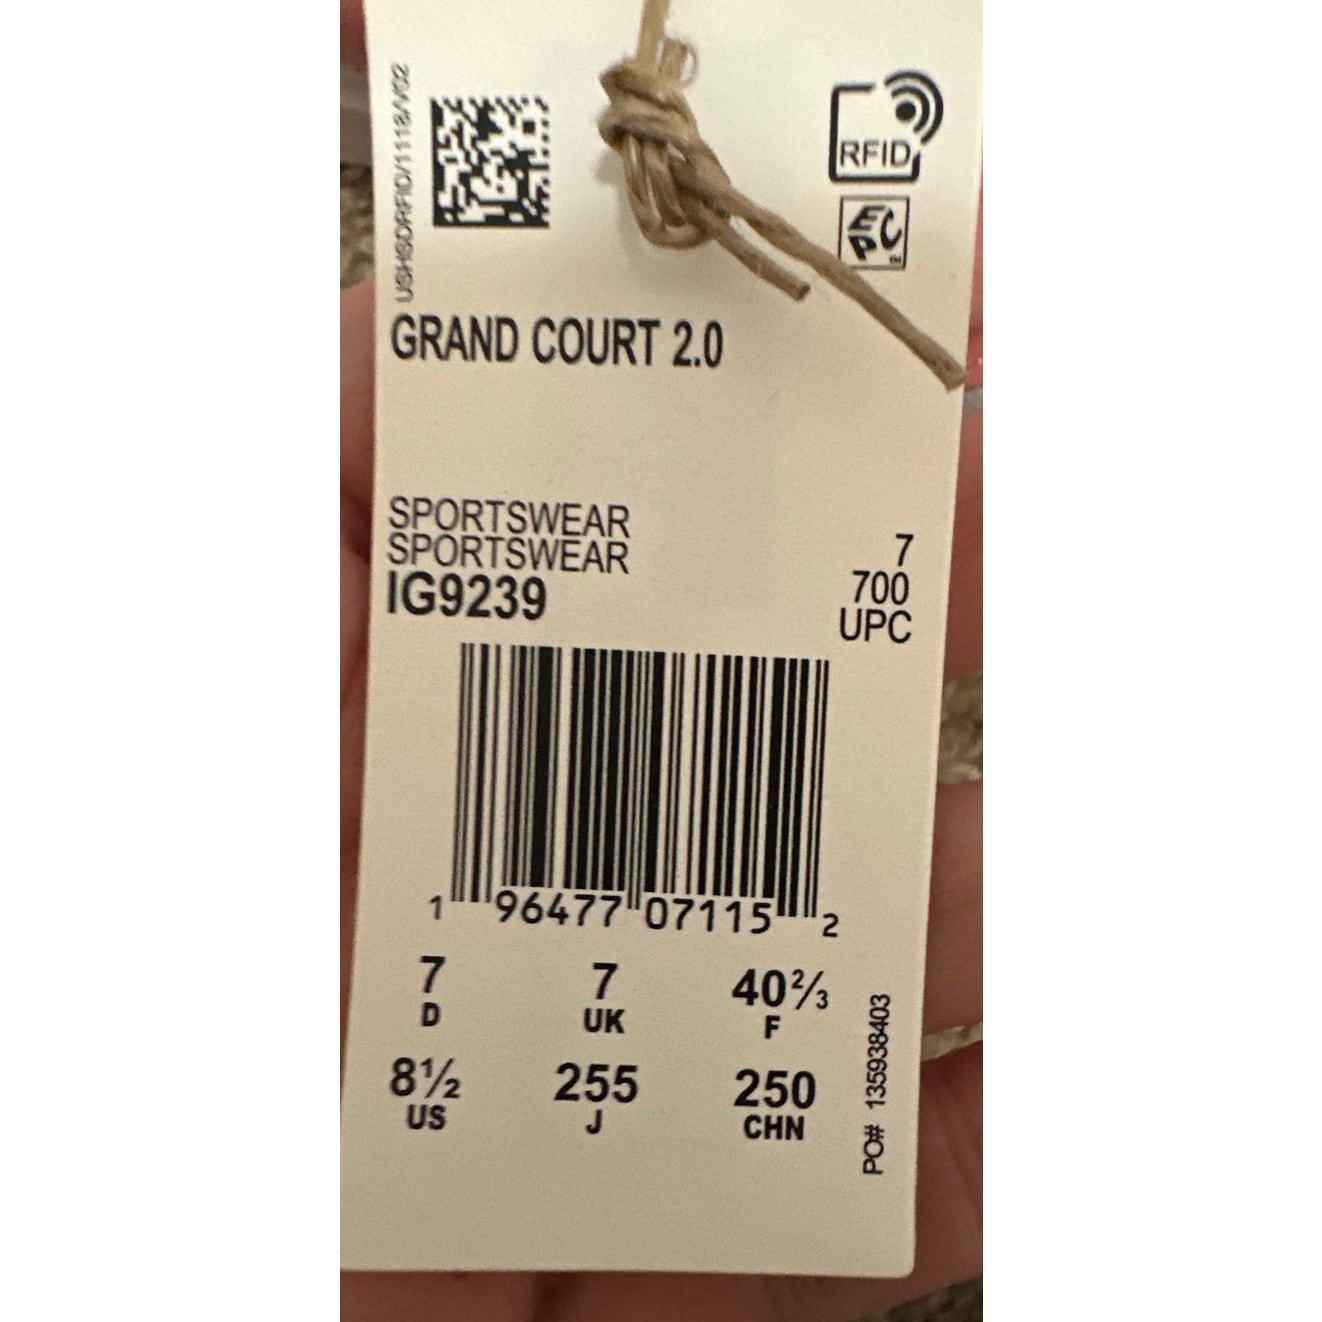 USHSDRFID/1118/V02
RFID
EPC
GRAND COURT 2.0
SPORTSWEAR
SPORTSWEAR
IG9239
7
700
UPC
1 96477 07115 2
7 7 40⅔
D UK F
8½ 255 250
US J CHN
PO# 135938403